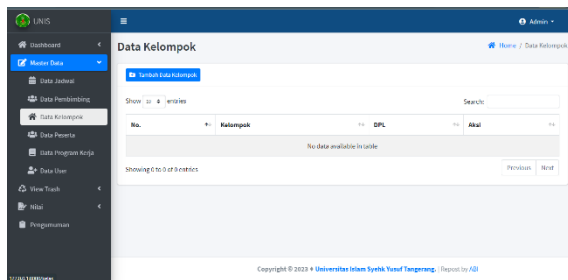 UNIS
Admin
Dashboard
Master Data
Data Jadwal
Data Pembimbing
Data Kelompok
Data Peserta
Data Program Kerja
Data User
View Trash
Nilai
Pengumuman
Data Kelompok
Home / Data Kelompok
Tambah Data Kelompok
Show 10 entries
Search:
No. Kelompok DPL Aksi
No data available in table
Showing 0 to 0 of 0 entries
Previous Next
Copyright © 2023 Universitas Islam Syehk Yusuf Tangerang. | Repost by